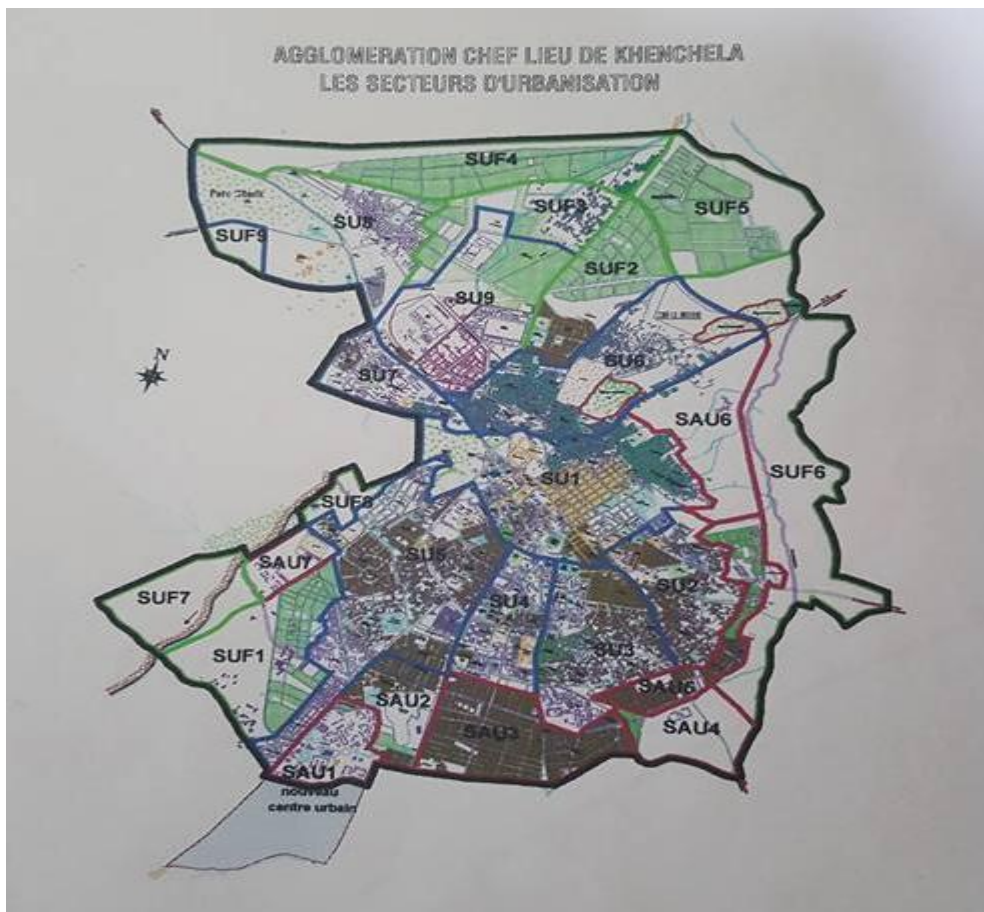 AGGLOMERATION CHEF LIEU DE KHENCHELA
LES SECTEURS D'URBANISATION
SUF4
SUF3
SUF5
SU8
SUF9
SUF2
SU9
N
SU7
SU6
SAU6
SUF6
SU1
SUF8
SAU7
SU5
SU2
SUF7
SU4
SUF1
SU3
SAU5
SAU2
SAU3
SAU4
SAU1
nouveau
centre urbain